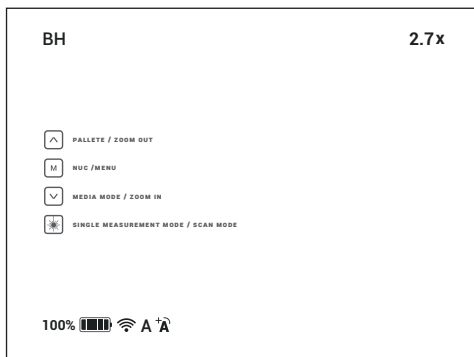 BH 2.7x
PALLETE / ZOOM OUT
M NUC /MENU
MEDIA MODE / ZOOM IN
SINGLE MEASUREMENT MODE / SCAN MODE
100% A A